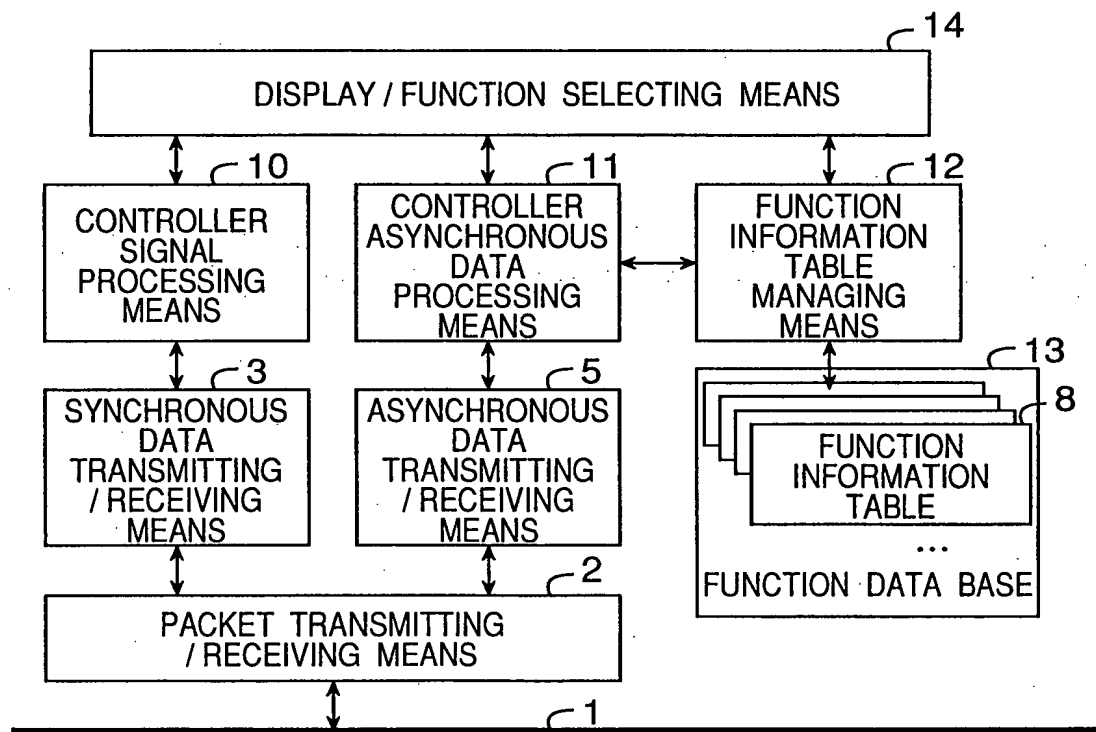 14
DISPLAY / FUNCTION SELECTING MEANS
10
CONTROLLER
SIGNAL
PROCESSING
MEANS
11
CONTROLLER
ASYNCHRONOUS
DATA
PROCESSING
MEANS
12
FUNCTION
INFORMATION
TABLE
MANAGING
MEANS
3
SYNCHRONOUS
DATA
TRANSMITTING
/ RECEIVING
MEANS
5
ASYNCHRONOUS
DATA
TRANSMITTING
/ RECEIVING
MEANS
13
8
FUNCTION
INFORMATION
TABLE
...
FUNCTION DATA BASE
2
PACKET TRANSMITTING
/ RECEIVING MEANS
1